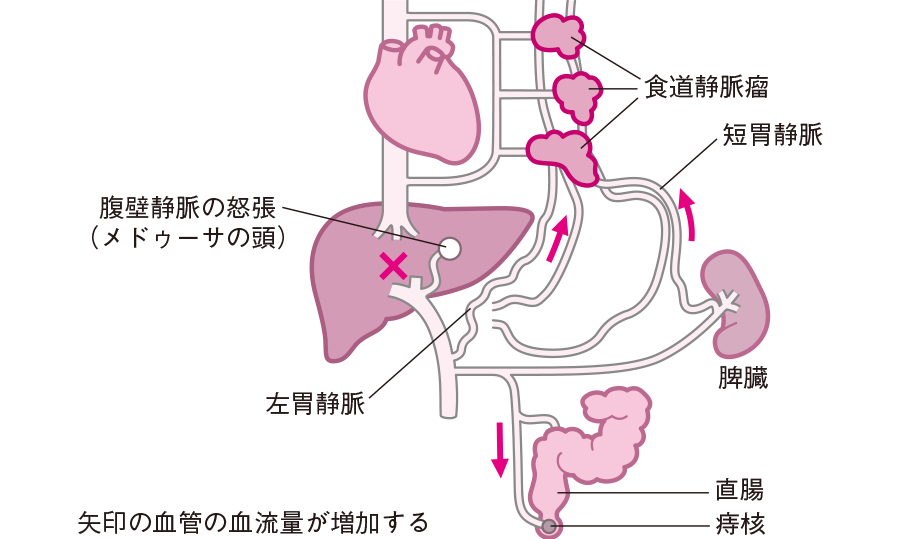 食道静脈瘤
短胃静脈
腹壁静脈の怒張
（メドゥーサの頭）
脾臓
左胃静脈
直腸
痔核
矢印の血管の血流量が増加する